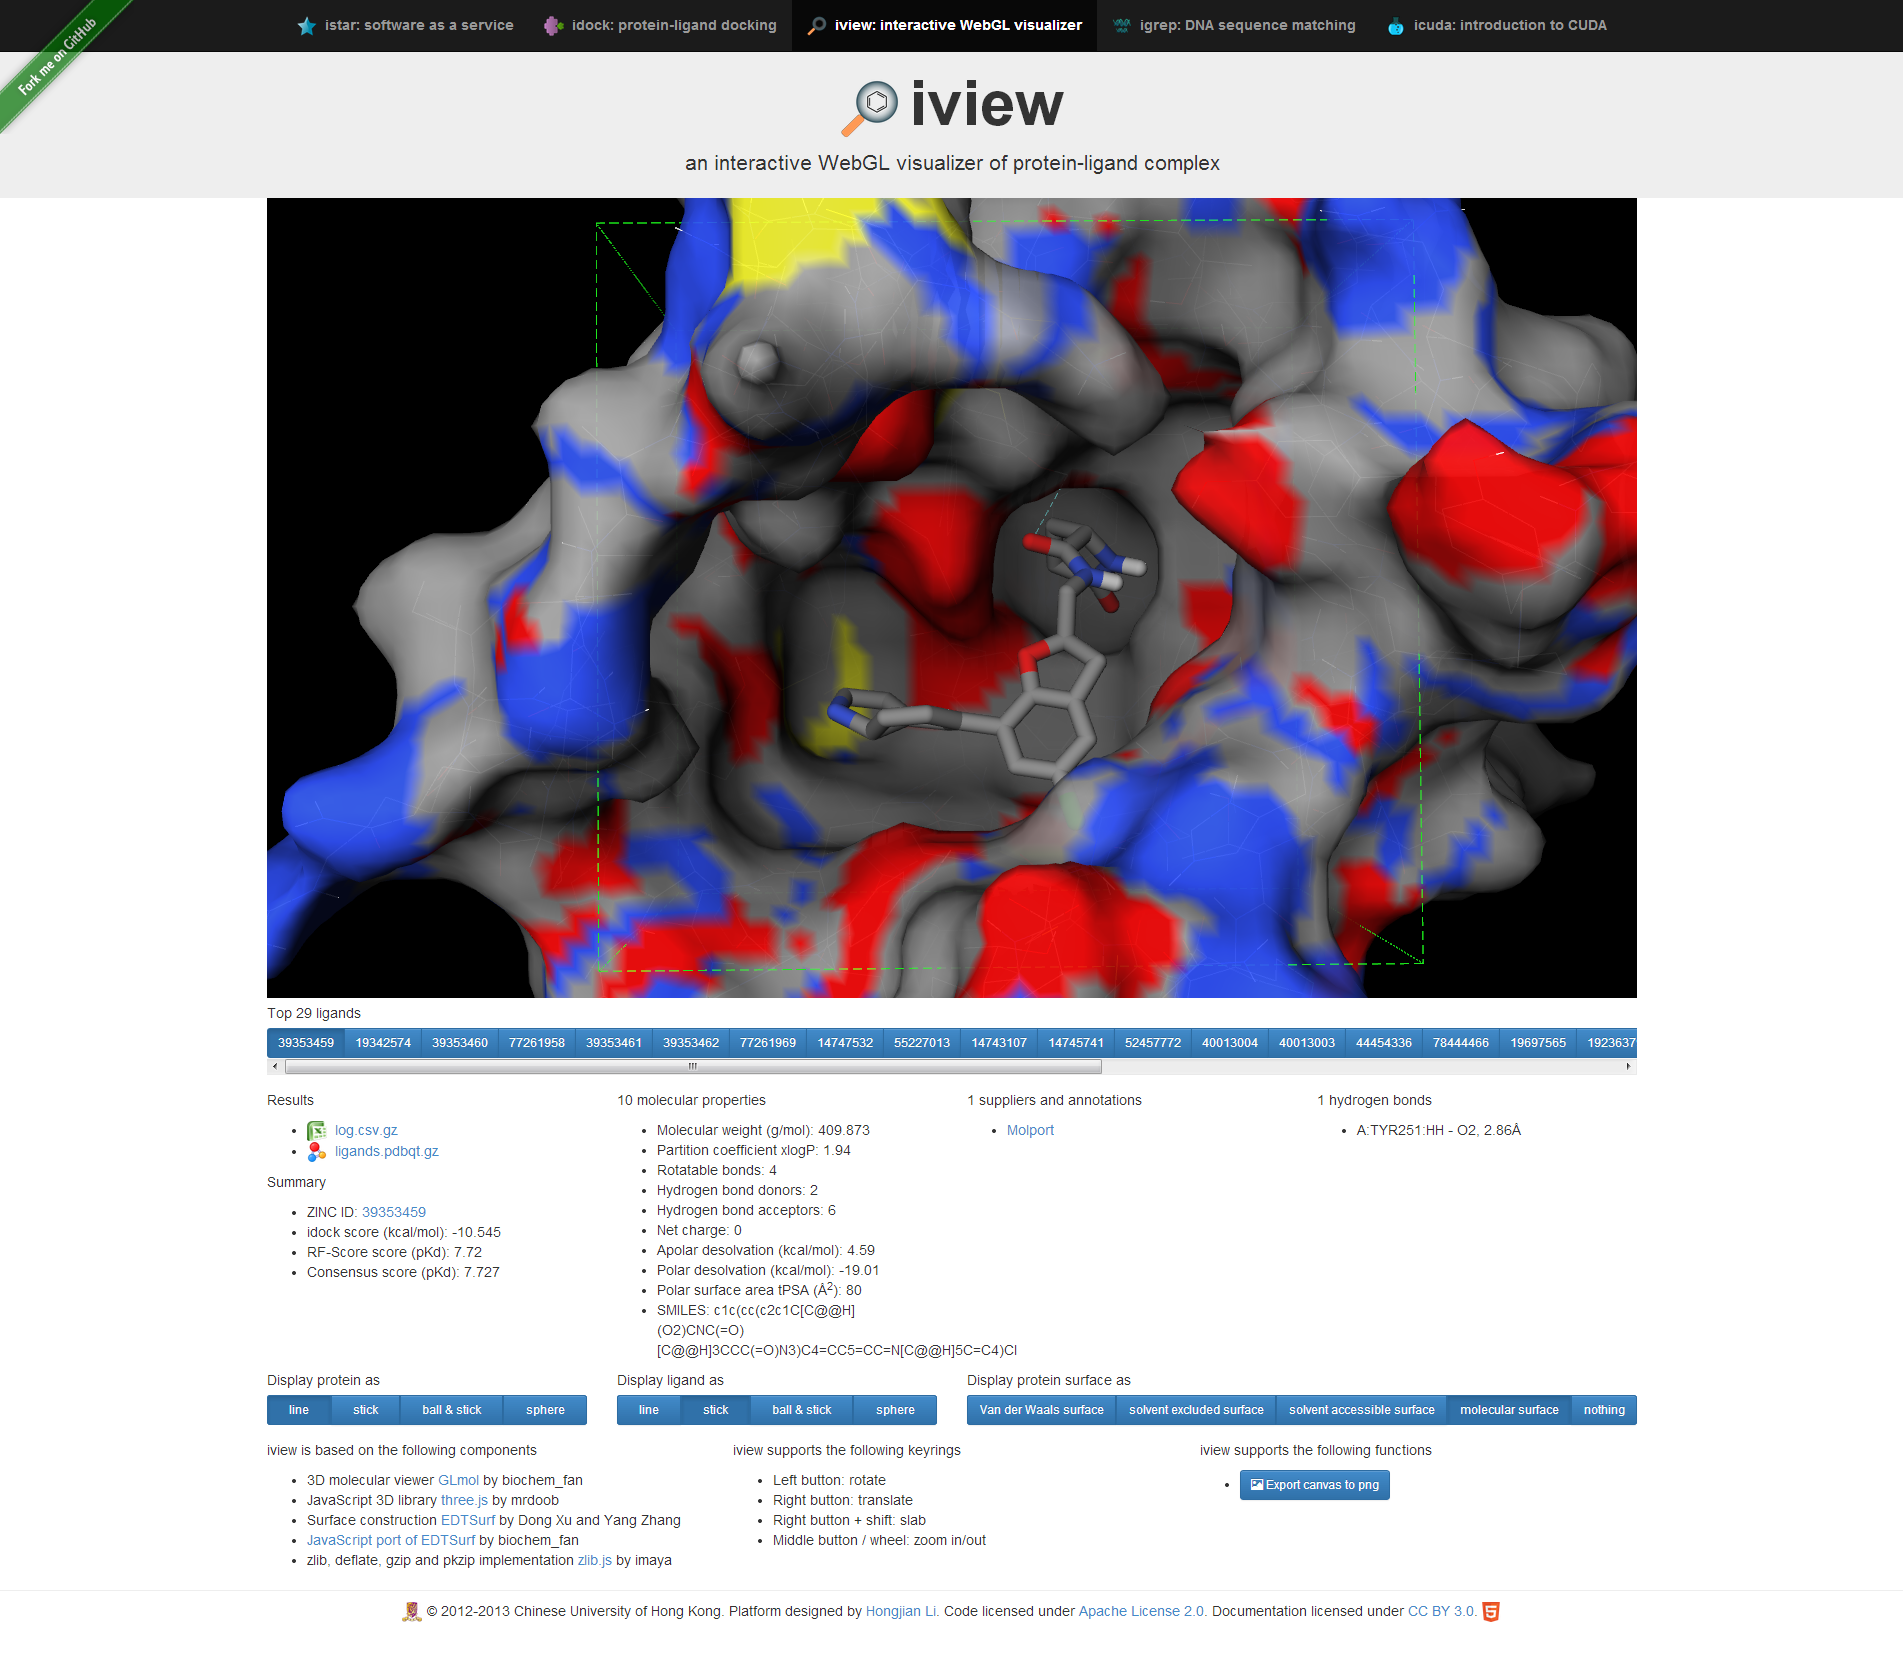 Fork me on GitHub
istar: software as a service
idock: protein-ligand docking
iview: interactive WebGL visualizer
igrep: DNA sequence matching
icuda: introduction to CUDA
iview
an interactive WebGL visualizer of protein-ligand complex
Top 29 ligands
39353459 19342574 39353460 77261958 39353461 39353462 77261969 14747532 55227013 14743107 14745741 52457772 40013004 40013003 44454336 78444466 19697565 1923637
Results
log.csv.gz
ligands.pdbqt.gz
Summary
ZINC ID: 39353459
idock score (kcal/mol): -10.545
RF-Score score (pKd): 7.72
Consensus score (pKd): 7.727
10 molecular properties
Molecular weight (g/mol): 409.873
Partition coefficient xlogP: 1.94
Rotatable bonds: 4
Hydrogen bond donors: 2
Hydrogen bond acceptors: 6
Net charge: 0
Apolar desolvation (kcal/mol): 4.59
Polar desolvation (kcal/mol): -19.01
Polar surface area tPSA (Å2): 80
SMILES: c1c(cc(c2c1C[C@@H]
(O2)CNC(=O)
[C@@H]3CCC(=O)N3)C4=CC5=CC=N[C@@H]5C=C4)Cl
1 suppliers and annotations
Molport
1 hydrogen bonds
A:TYR251:HH - O2, 2.86Å
Display protein as
line stick ball & stick sphere
Display ligand as
line stick ball & stick sphere
Display protein surface as
Van der Waals surface solvent excluded surface solvent accessible surface molecular surface nothing
iview is based on the following components
3D molecular viewer GLmol by biochem_fan
JavaScript 3D library three.js by mrdoob
Surface construction EDTSurf by Dong Xu and Yang Zhang
JavaScript port of EDTSurf by biochem_fan
zlib, deflate, gzip and pkzip implementation zlib.js by imaya
iview supports the following keyrings
Left button: rotate
Right button: translate
Right button + shift: slab
Middle button / wheel: zoom in/out
iview supports the following functions
Export canvas to png
© 2012-2013 Chinese University of Hong Kong. Platform designed by Hongjian Li. Code licensed under Apache License 2.0. Documentation licensed under CC BY 3.0.